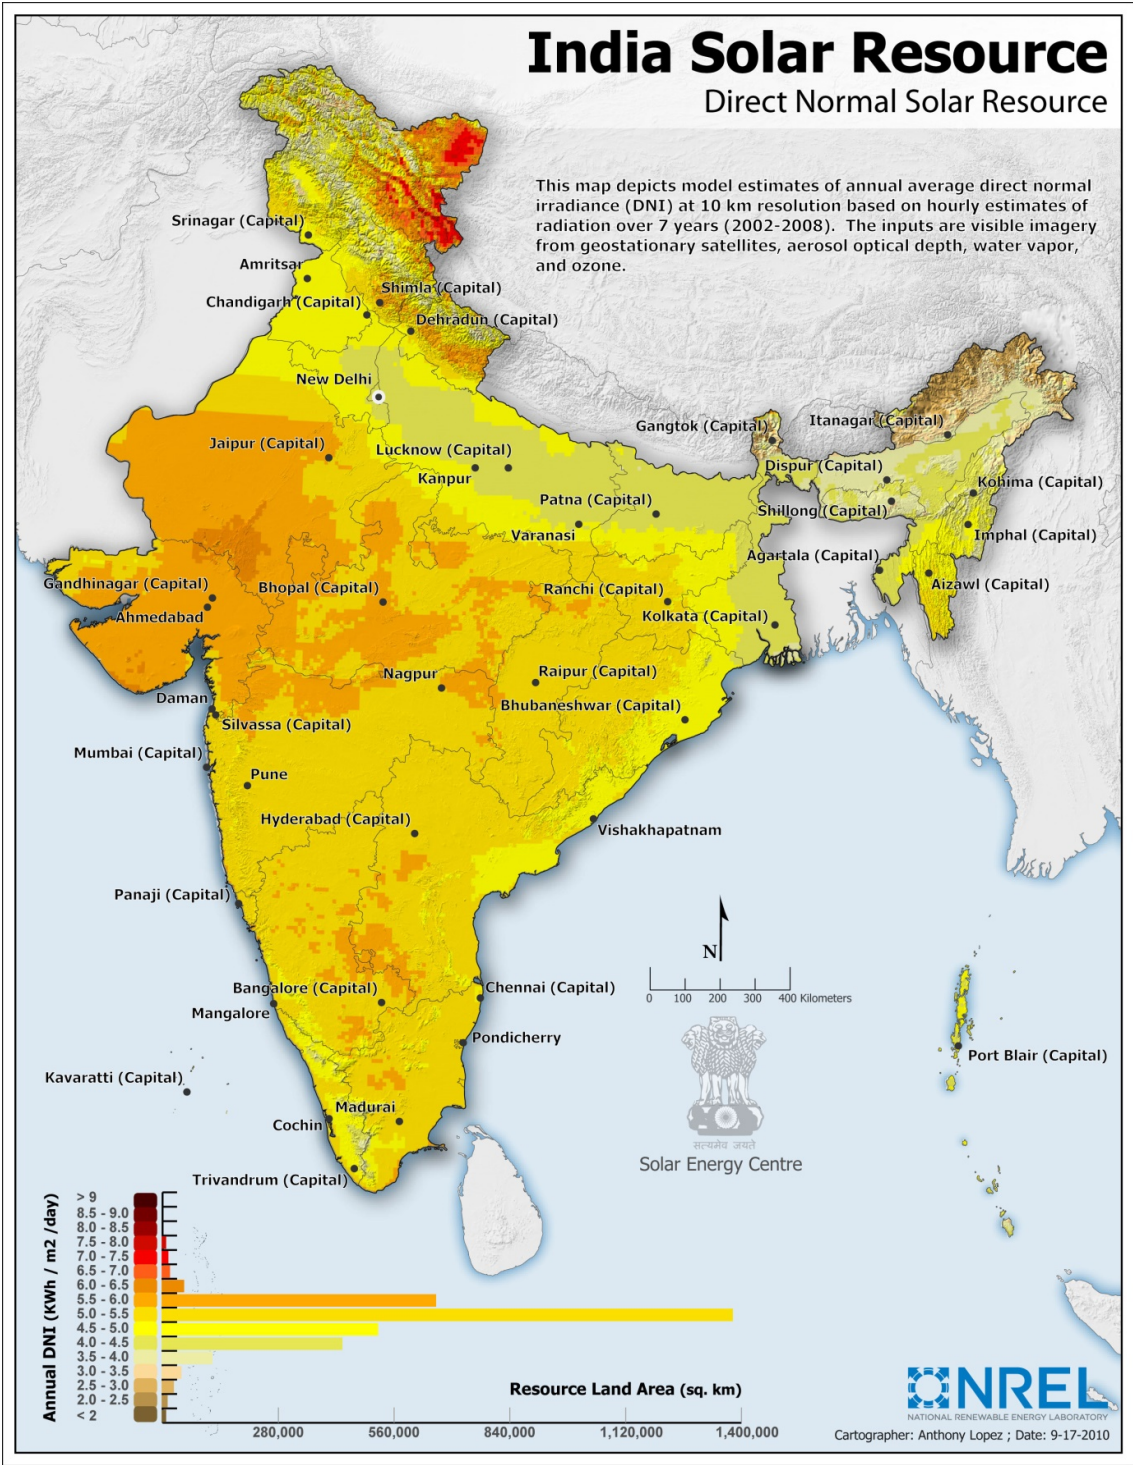 India Solar Resource
Direct Normal Solar Resource
This map depicts model estimates of annual average direct normal
irradiance (DNI) at 10 km resolution based on hourly estimates of
radiation over 7 years (2002-2008). The inputs are visible imagery
from geostationary satellites, aerosol optical depth, water vapor,
and ozone.
Srinagar (Capital)
Amritsar
Shimla (Capital)
Chandigarh (Capital)
Dehradun (Capital)
New Delhi
Gangtok (Capital)
Itanagar (Capital)
Jaipur (Capital)
Lucknow (Capital)
Kanpur
Dispur (Capital)
Kohima (Capital)
Patna (Capital)
Shillong (Capital)
Varanasi
Imphal (Capital)
Agartala (Capital)
Gandhinagar (Capital)
Bhopal (Capital)
Ranchi (Capital)
Aizawl (Capital)
Ahmedabad
Kolkata (Capital)
Nagpur
Raipur (Capital)
Daman
Bhubaneshwar (Capital)
Silvassa (Capital)
Mumbai (Capital)
Pune
Hyderabad (Capital)
Vishakhapatnam
Panaji (Capital)
N
Bangalore (Capital)
Chennai (Capital)
0 100 200 300 400 Kilometers
Mangalore
Pondicherry
Port Blair (Capital)
Kavaratti (Capital)
Madurai
Cochin
सत्यमेव जयते
Solar Energy Centre
Trivandrum (Capital)
Annual DNI (KWh / m2 /day)
> 9
8.5 - 9.0
8.0 - 8.5
7.5 - 8.0
7.0 - 7.5
6.5 - 7.0
6.0 - 6.5
5.5 - 6.0
5.0 - 5.5
4.5 - 5.0
4.0 - 4.5
3.5 - 4.0
3.0 - 3.5
2.5 - 3.0
2.0 - 2.5
< 2
Resource Land Area (sq. km)
280,000 560,000 840,000 1,120,000 1,400,000
NREL
NATIONAL RENEWABLE ENERGY LABORATORY
Cartographer: Anthony Lopez ; Date: 9-17-2010